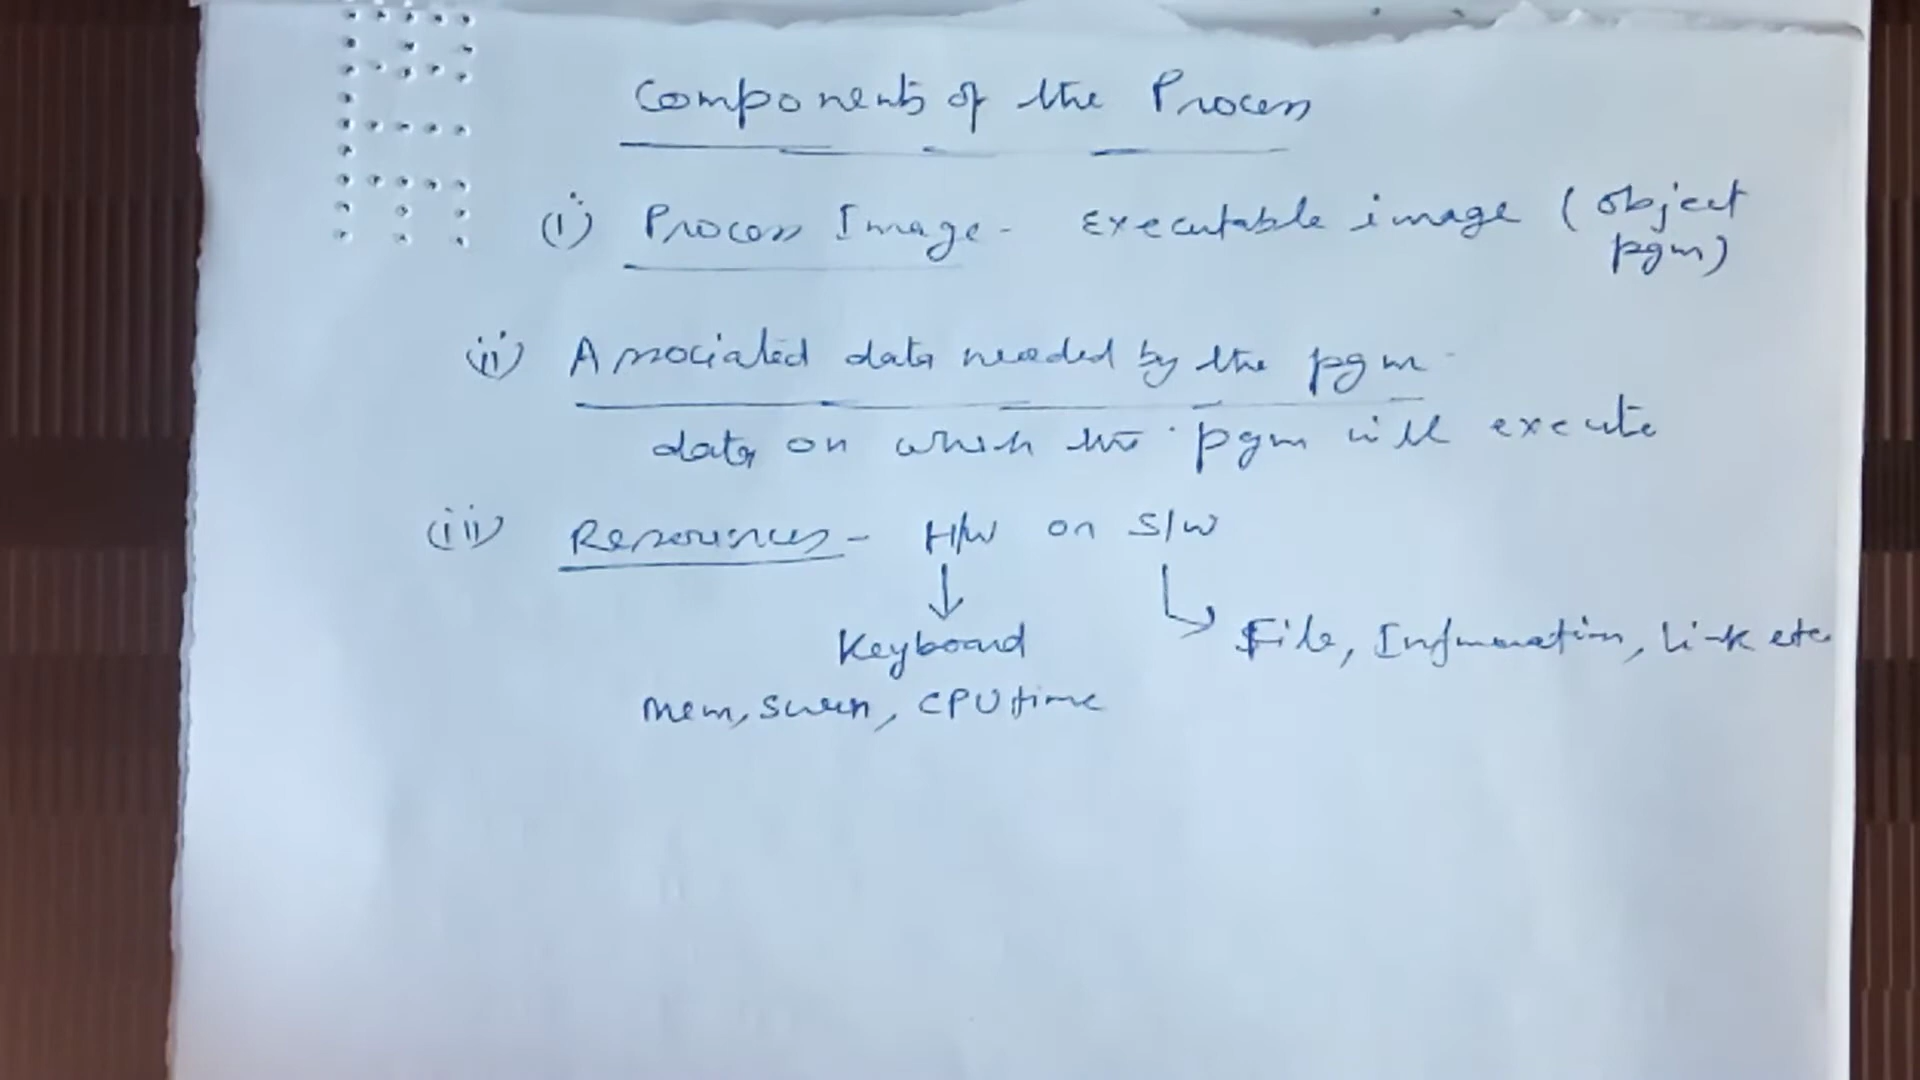 Components of the Process
(i) Process Image - Executable image (object
pgm)
(ii) Associated data needed by the pgm -
data on which the pgm will execute
(iii) Resources - H/W or S/W
Keyboard
File, Information, Link etc.
Mem, Screen, CPU time